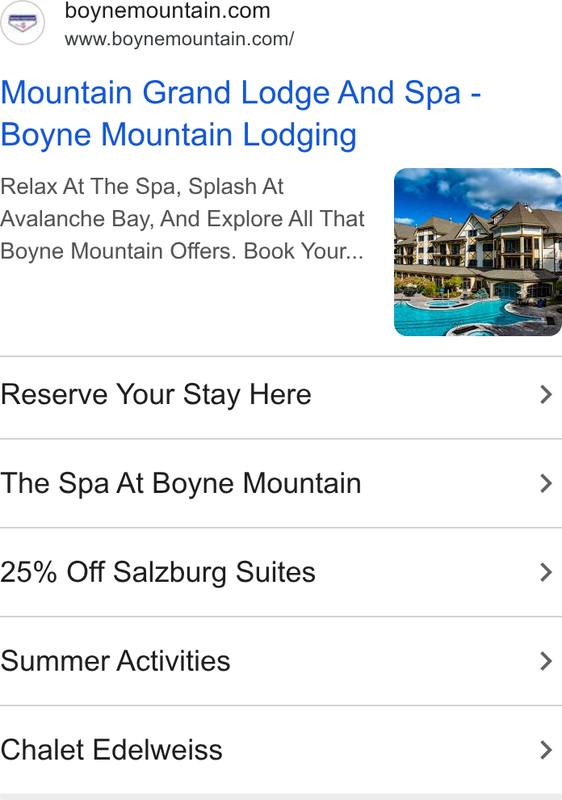 boynemountain.com
www.boynemountain.com/
Mountain Grand Lodge And Spa -
Boyne Mountain Lodging
Relax At The Spa, Splash At
Avalanche Bay, And Explore All That
Boyne Mountain Offers. Book Your...
Reserve Your Stay Here
The Spa At Boyne Mountain
25% Off Salzburg Suites
Summer Activities
Chalet Edelweiss